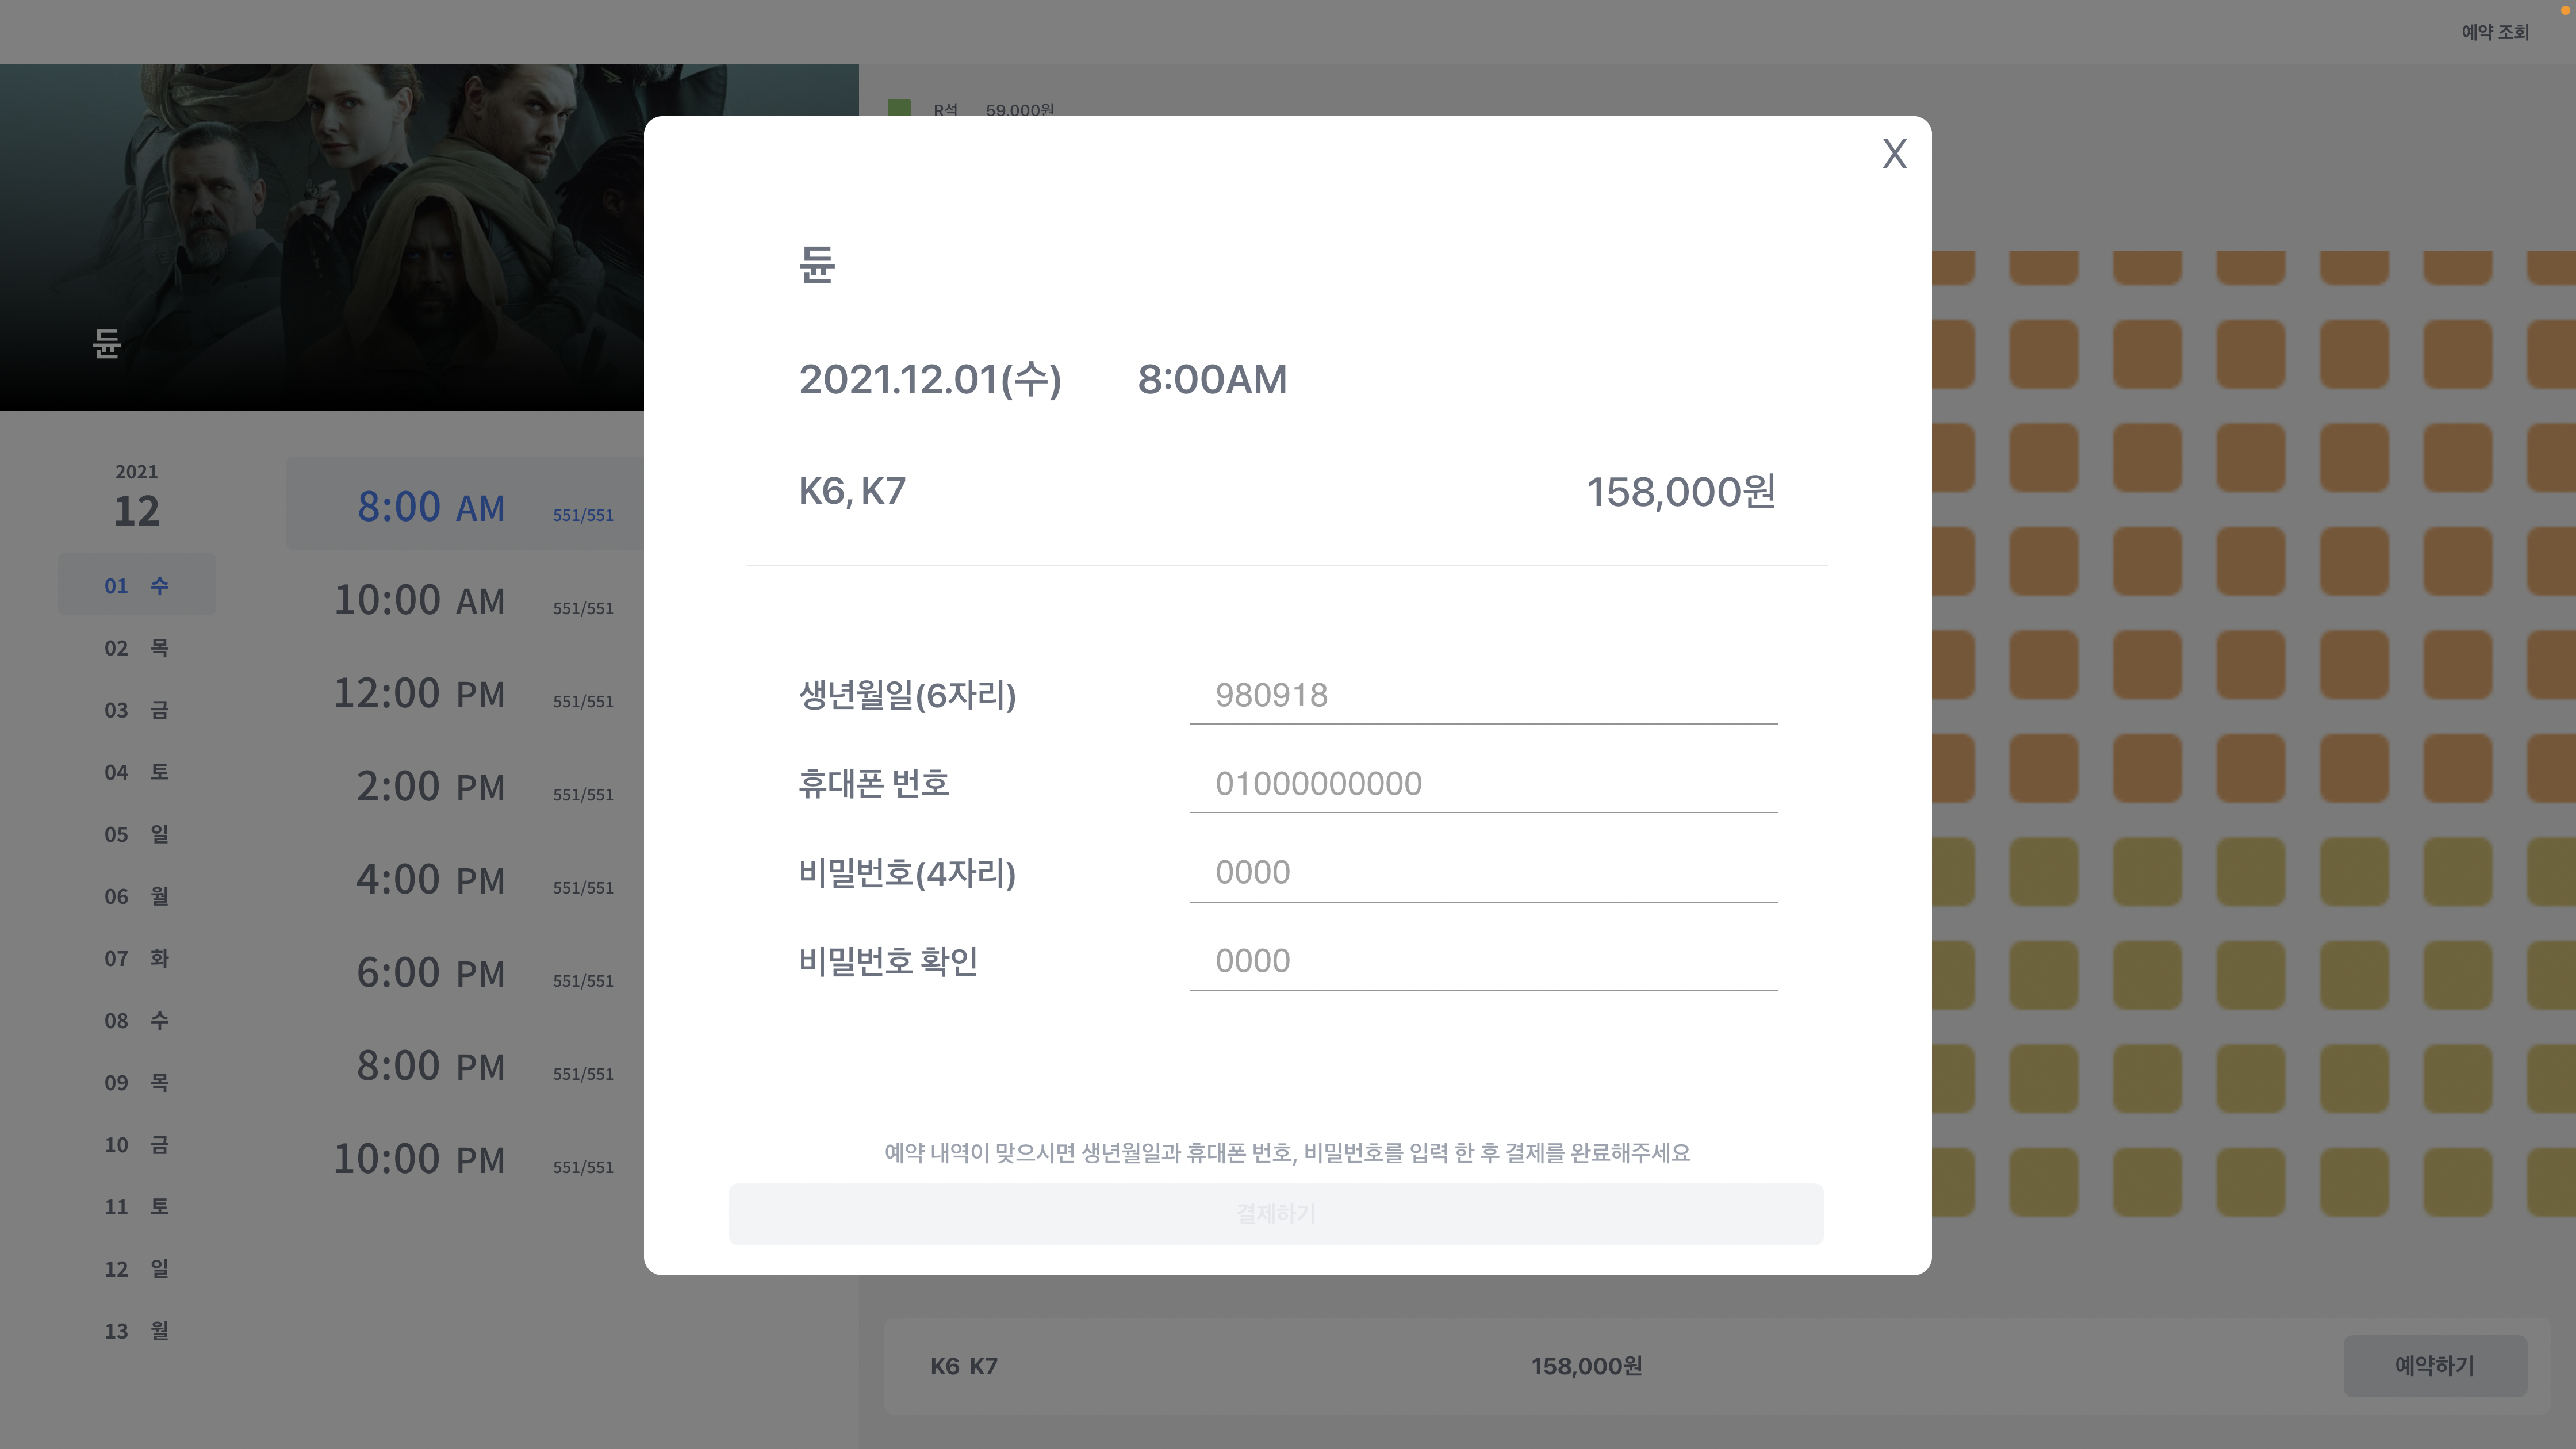 예약 조회
R석 59,000원
듄
2021
12
01 수
02 목
03 금
04 토
05 일
06 월
07 화
08 수
09 목
10 금
11 토
12 일
13 월
8:00 AM 551/551
10:00 AM 551/551
12:00 PM 551/551
2:00 PM 551/551
4:00 PM 551/551
6:00 PM 551/551
8:00 PM 551/551
10:00 PM 551/551
X
듄
2021.12.01(수) 8:00AM
K6, K7 158,000원
생년월일(6자리) 980918
휴대폰 번호 01000000000
비밀번호(4자리) 0000
비밀번호 확인 0000
예약 내역이 맞으시면 생년월일과 휴대폰 번호, 비밀번호를 입력 한 후 결제를 완료해주세요
결제하기
K6 K7 158,000원 예약하기